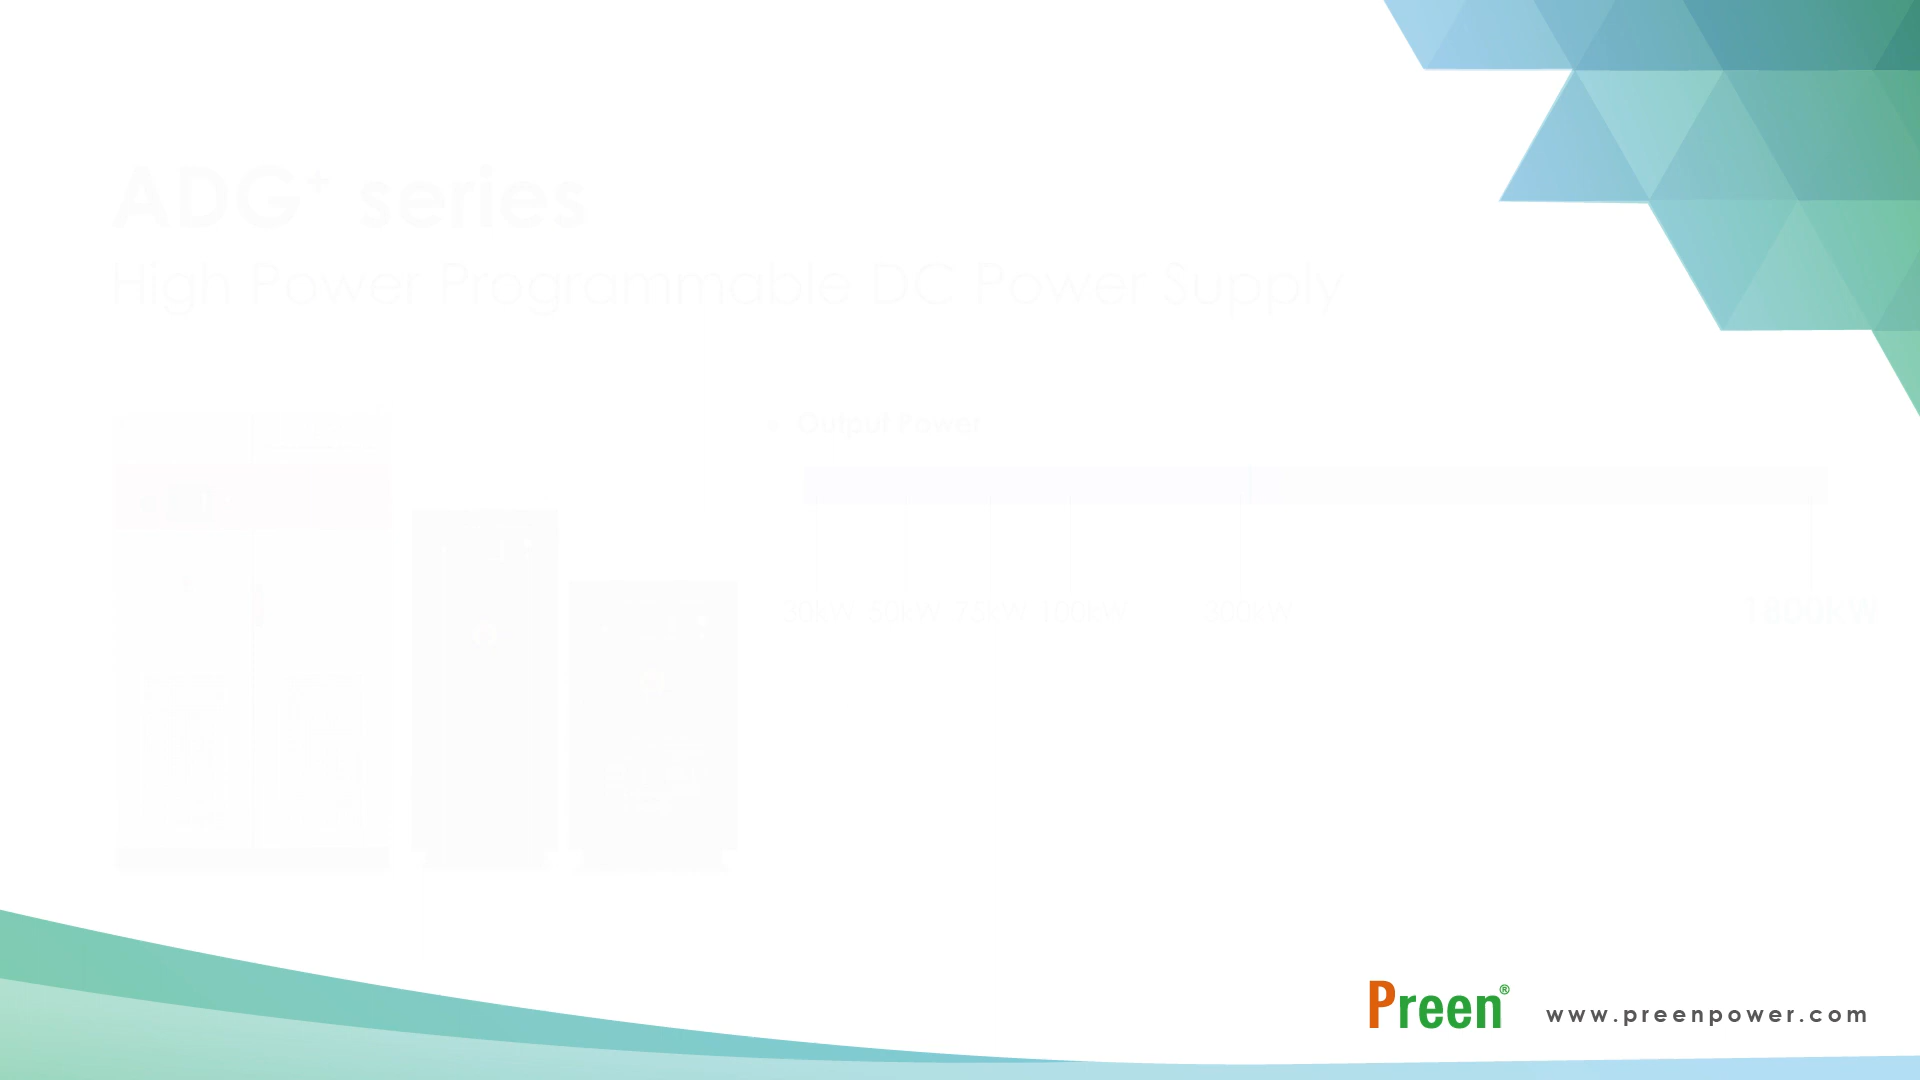 ADG+ series
High Power Programmable DC Power Supply
• Output Power
30kW 50kW 75kW 100kW 300kW 1800kW
Preen®
www.preenpower.com